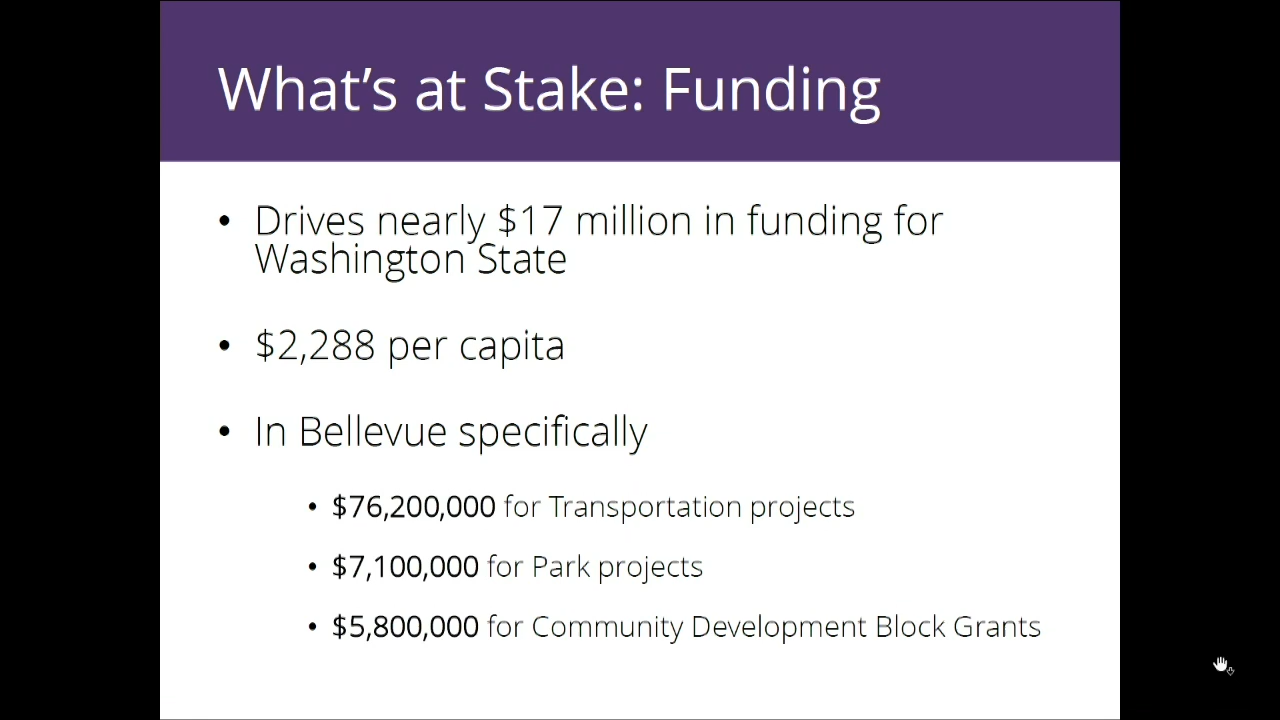 What’s at Stake: Funding
• Drives nearly $17 million in funding for
Washington State
• $2,288 per capita
• In Bellevue specifically
• $76,200,000 for Transportation projects
• $7,100,000 for Park projects
• $5,800,000 for Community Development Block Grants